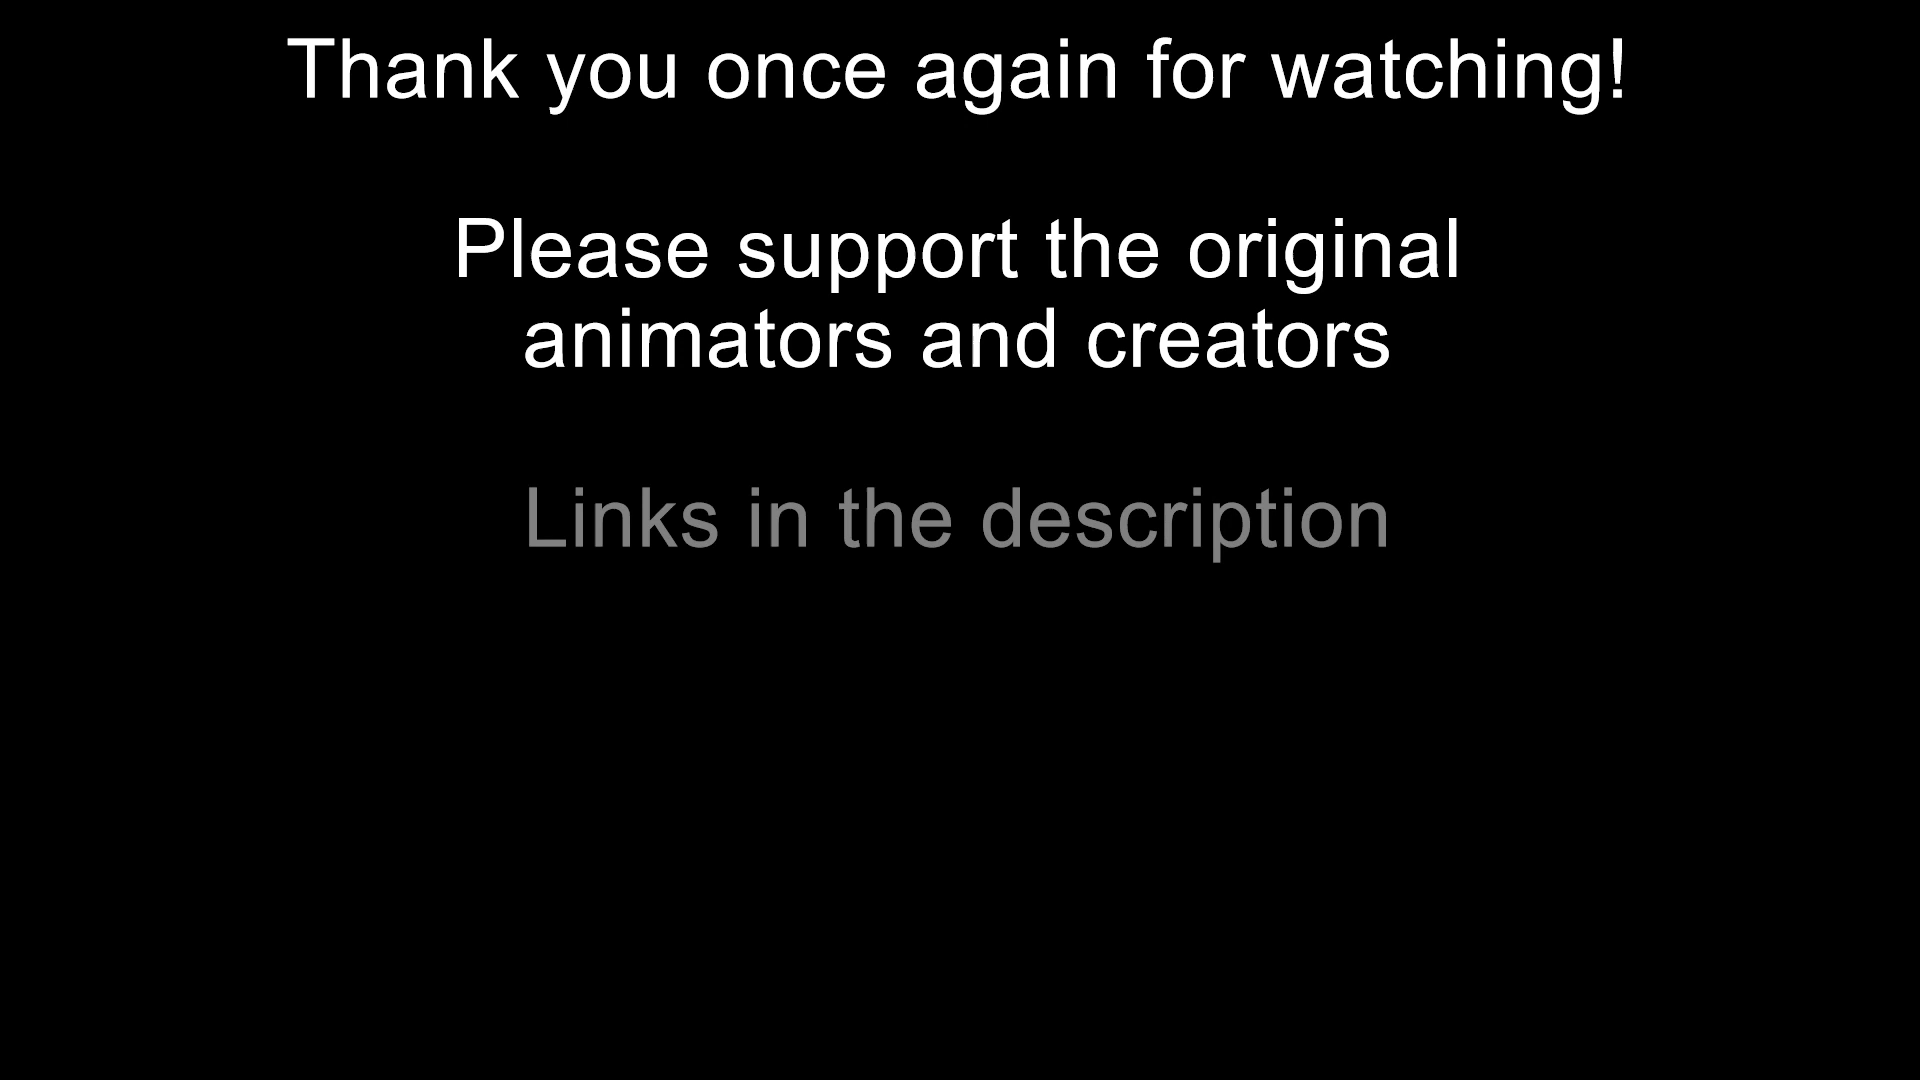 Thank you once again for watching!
Please support the original
animators and creators
Links in the description